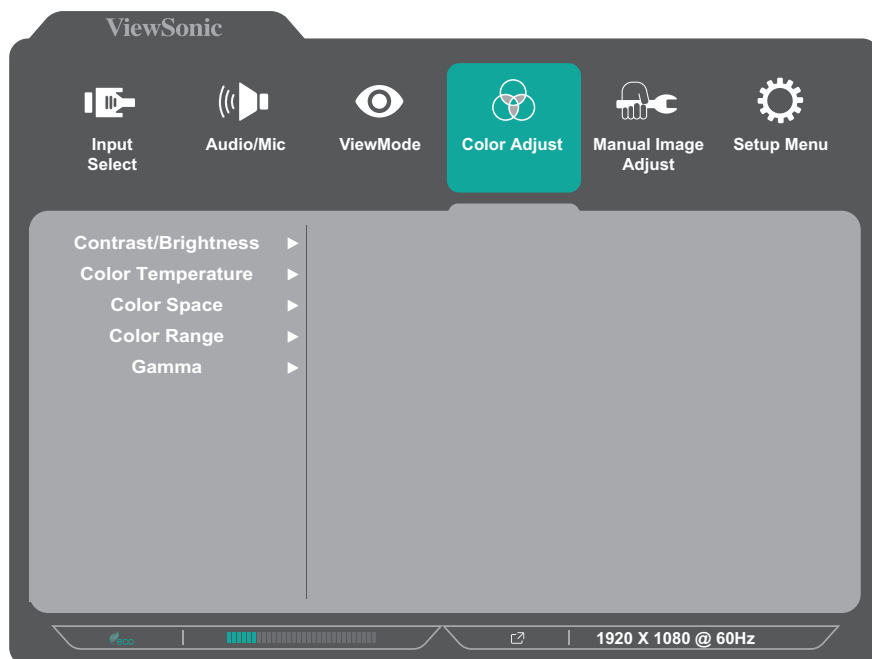 ViewSonic
Input
Select
Audio/Mic
ViewMode
Color Adjust
Manual Image
Adjust
Setup Menu
Contrast/Brightness
Color Temperature
Color Space
Color Range
Gamma
eco
1920 X 1080 @ 60Hz